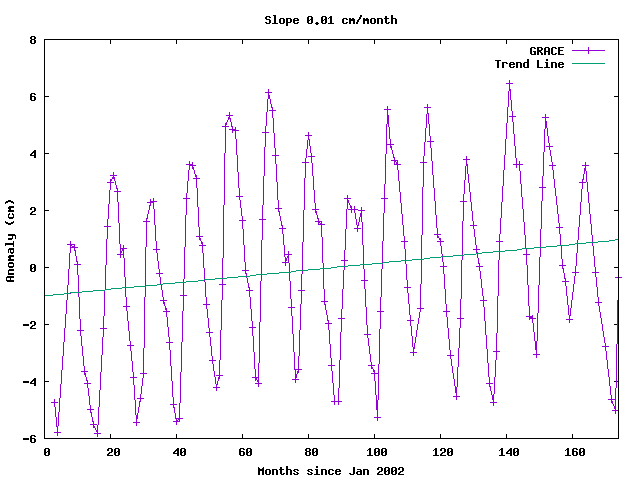 Slope 0.01 cm/month
GRACE
Trend Line
8
6
4
2
0
-2
-4
-6
Anomaly (cm)
0 20 40 60 80 100 120 140 160
Months since Jan 2002